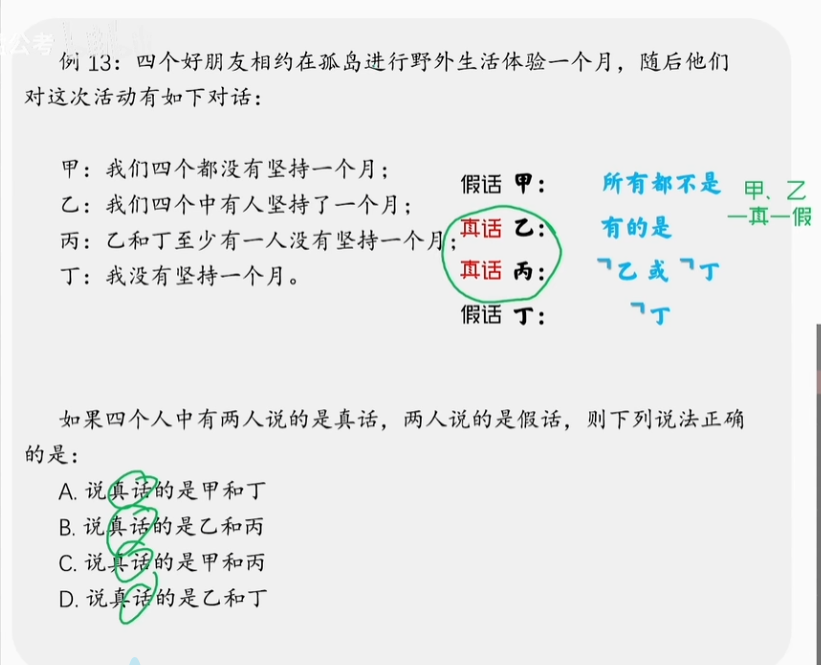 公考
例 13：四个好朋友相约在孤岛进行野外生活体验一个月，随后他们
对这次活动有如下对话：
甲：我们四个都没有坚持一个月；
乙：我们四个中有人坚持了一个月；
丙：乙和丁至少有一人没有坚持一个月；
丁：我没有坚持一个月。
假话 甲： 所有都不是
真话 乙： 有的是
真话 丙： ㄱ乙 或 ㄱ丁
假话 丁： ㄱ丁
甲、乙
一真一假
如果四个人中有两人说的是真话，两人说的是假话，则下列说法正确
的是：
A. 说真话的是甲和丁
B. 说真话的是乙和丙
C. 说真话的是甲和丙
D. 说真话的是乙和丁